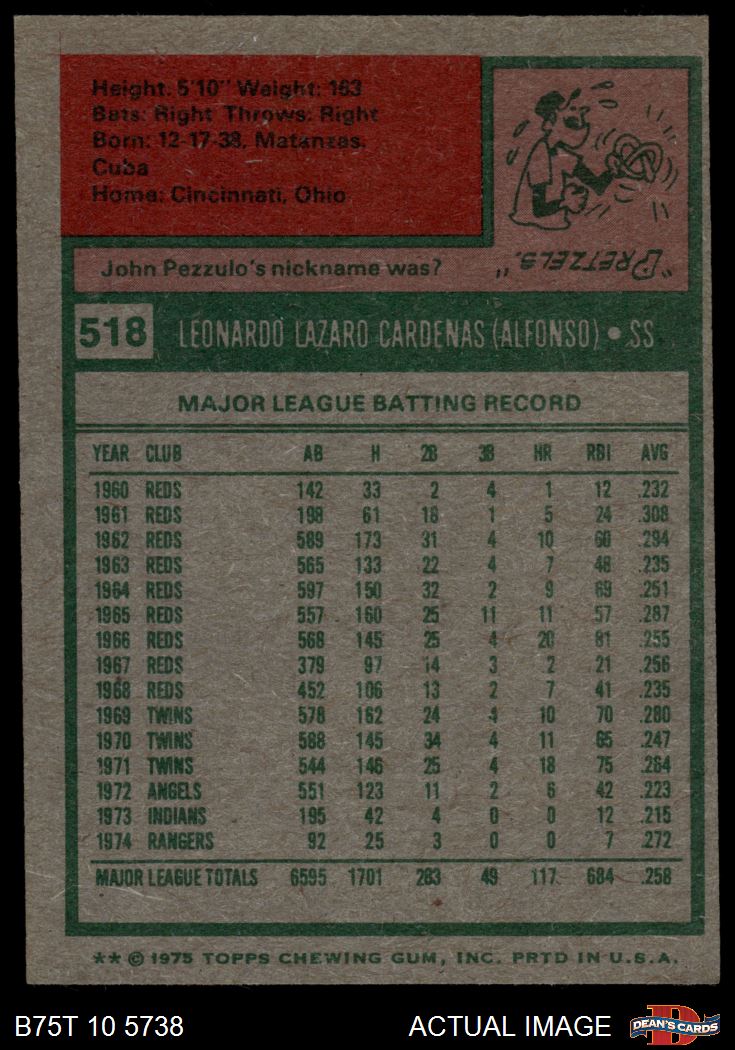 Height: 5'10" Weight: 163
Bats: Right Throws: Right
Born: 12-17-38, Matanzas,
Cuba
Home: Cincinnati, Ohio
John Pezzulo's nickname was?
"PRETZELS."
518 LEONARDO LAZARO CARDENAS (ALFONSO) • SS
MAJOR LEAGUE BATTING RECORD
YEAR CLUB AB H 2B 3B HR RBI AVG
1960 REDS 142 33 2 4 1 12 .232
1961 REDS 198 61 18 1 5 24 .308
1962 REDS 589 173 31 4 10 60 .294
1963 REDS 565 133 22 4 7 48 .235
1964 REDS 597 150 32 2 9 69 .251
1965 REDS 557 160 25 11 11 57 .287
1966 REDS 568 145 25 4 20 81 .255
1967 REDS 379 97 14 3 2 21 .256
1968 REDS 452 106 13 2 7 41 .235
1969 TWINS 578 162 24 4 10 70 .280
1970 TWINS 588 145 34 4 11 65 .247
1971 TWINS 544 146 25 4 18 75 .264
1972 ANGELS 551 123 11 2 6 42 .223
1973 INDIANS 195 42 4 0 0 12 .215
1974 RANGERS 92 25 3 0 0 7 .272
MAJOR LEAGUE TOTALS 6595 1701 283 49 117 684 .258
** © 1975 TOPPS CHEWING GUM, INC. PRTD IN U.S.A.
B75T 10 5738 ACTUAL IMAGE DEAN'S CARDS